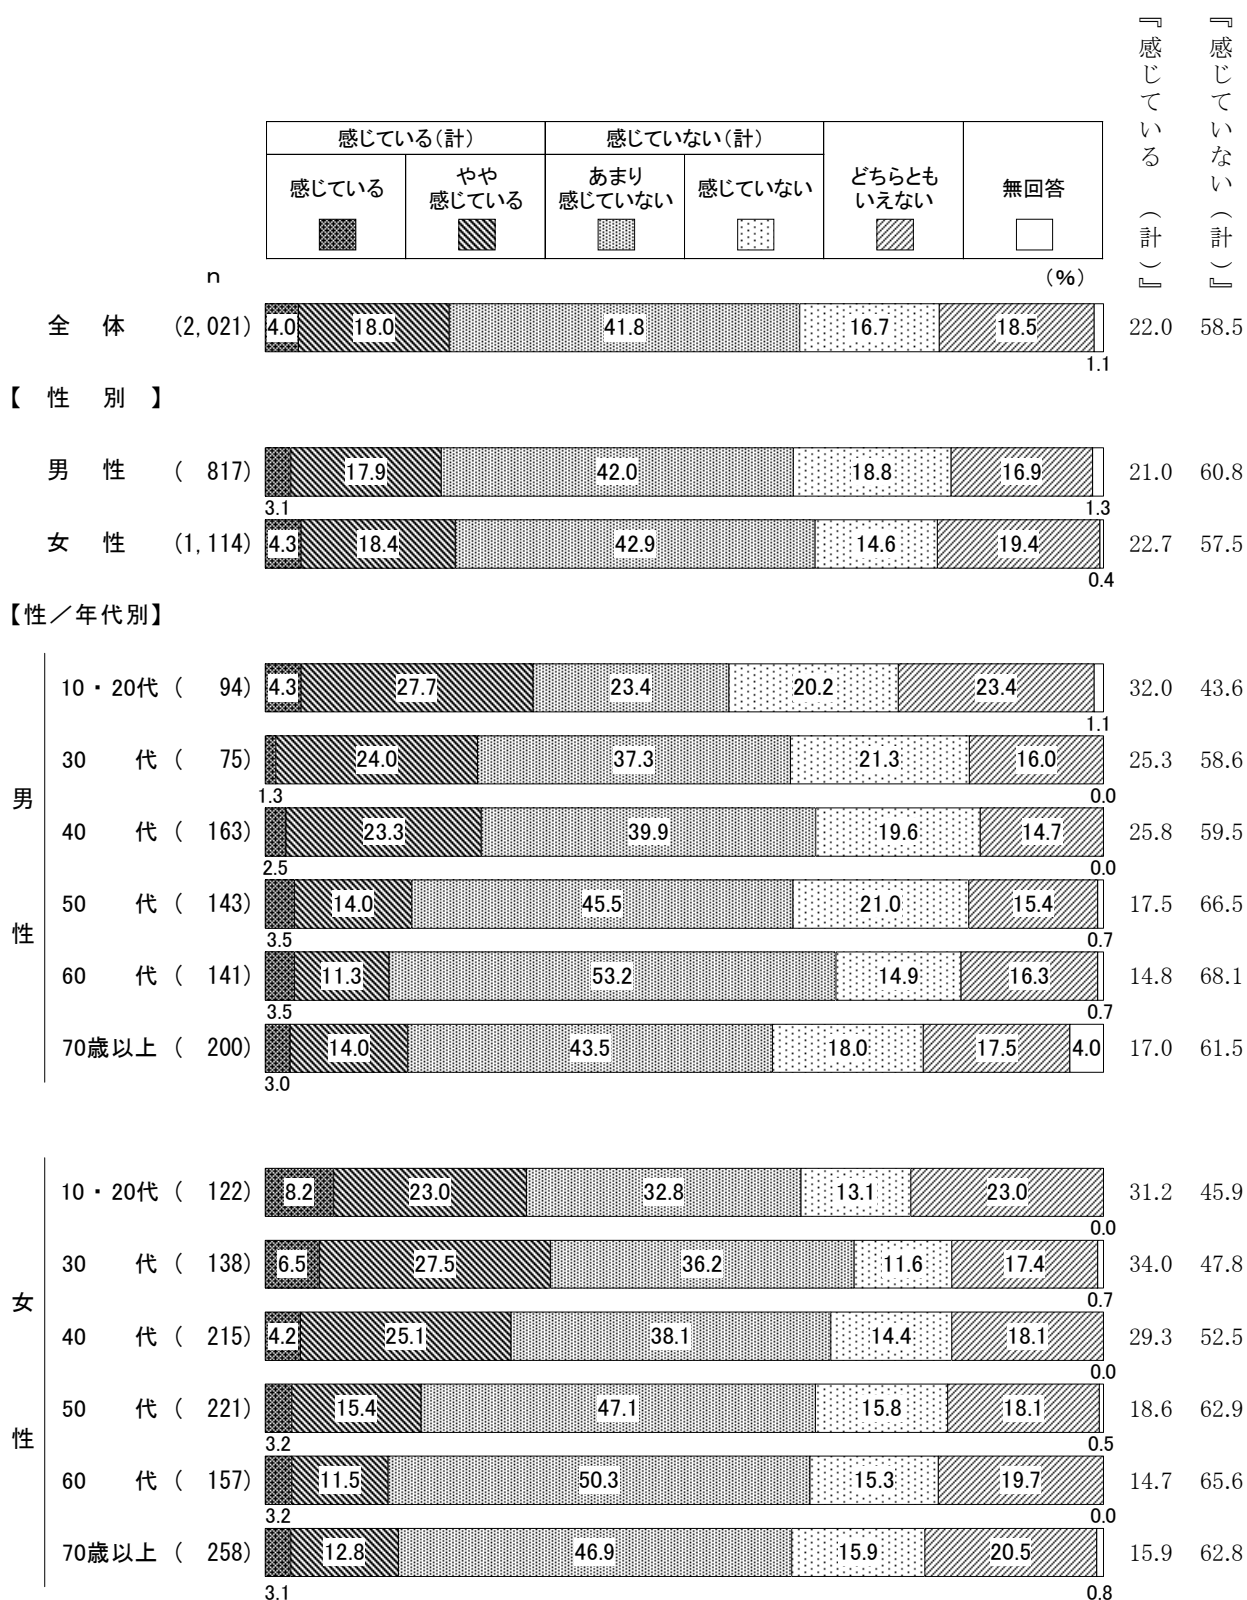 『感じている（計）』
『感じていない（計）』
感じている(計) 感じていない(計)
感じている やや感じている あまり感じていない 感じていない どちらともいえない 無回答
n (%)
全 体 (2,021) 4.0 18.0 41.8 16.7 18.5 22.0 58.5
1.1
【 性 別 】
男 性 ( 817) 17.9 42.0 18.8 16.9 21.0 60.8
3.1 1.3
女 性 (1,114) 4.3 18.4 42.9 14.6 19.4 22.7 57.5
0.4
【性／年代別】
男性
10・20代 ( 94) 4.3 27.7 23.4 20.2 23.4 32.0 43.6
1.1
30 代 ( 75) 24.0 37.3 21.3 16.0 25.3 58.6
1.3 0.0
40 代 ( 163) 23.3 39.9 19.6 14.7 25.8 59.5
2.5 0.0
50 代 ( 143) 14.0 45.5 21.0 15.4 17.5 66.5
3.5 0.7
60 代 ( 141) 11.3 53.2 14.9 16.3 14.8 68.1
3.5 0.7
70歳以上 ( 200) 14.0 43.5 18.0 17.5 4.0 17.0 61.5
3.0
女性
10・20代 ( 122) 8.2 23.0 32.8 13.1 23.0 31.2 45.9
0.0
30 代 ( 138) 6.5 27.5 36.2 11.6 17.4 34.0 47.8
0.7
40 代 ( 215) 4.2 25.1 38.1 14.4 18.1 29.3 52.5
0.0
50 代 ( 221) 15.4 47.1 15.8 18.1 18.6 62.9
3.2 0.5
60 代 ( 157) 11.5 50.3 15.3 19.7 14.7 65.6
3.2 0.0
70歳以上 ( 258) 12.8 46.9 15.9 20.5 15.9 62.8
3.1 0.8